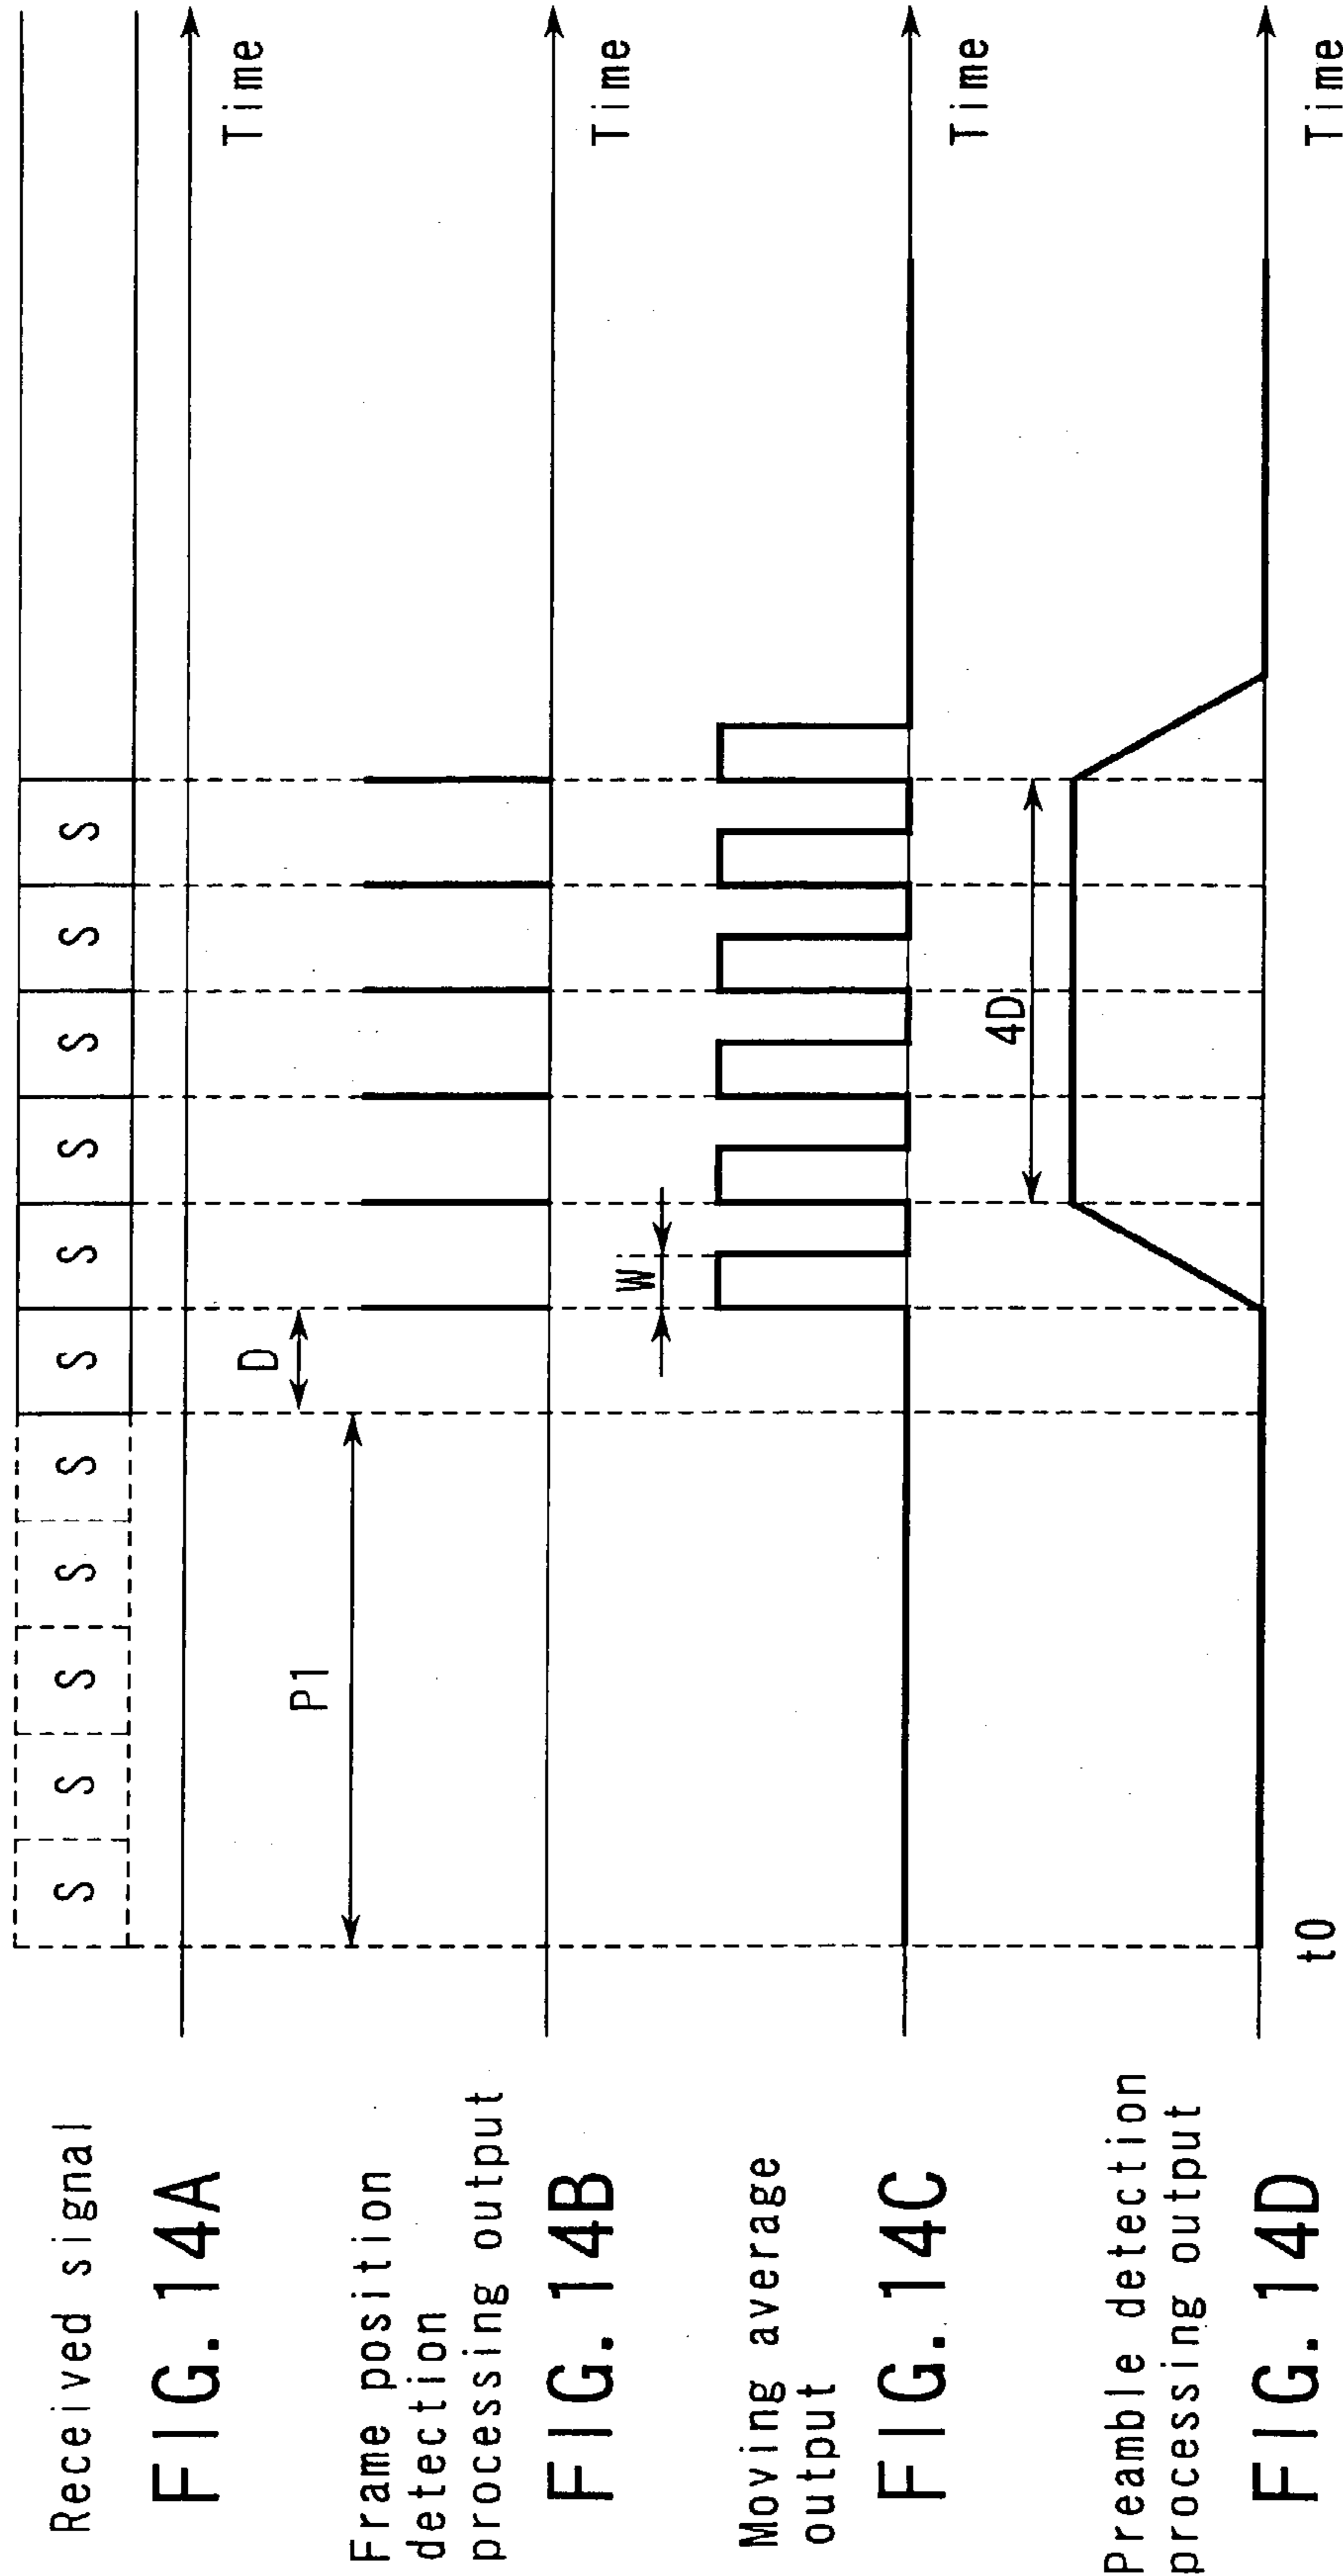 Received signal
FIG. 14A
S S S S S S S S S S S
Time
Frame position
detection
processing output
FIG. 14B
P1
D
Time
Moving average
output
FIG. 14C
W
Time
Preamble detection
processing output
FIG. 14D
4D
t0
Time